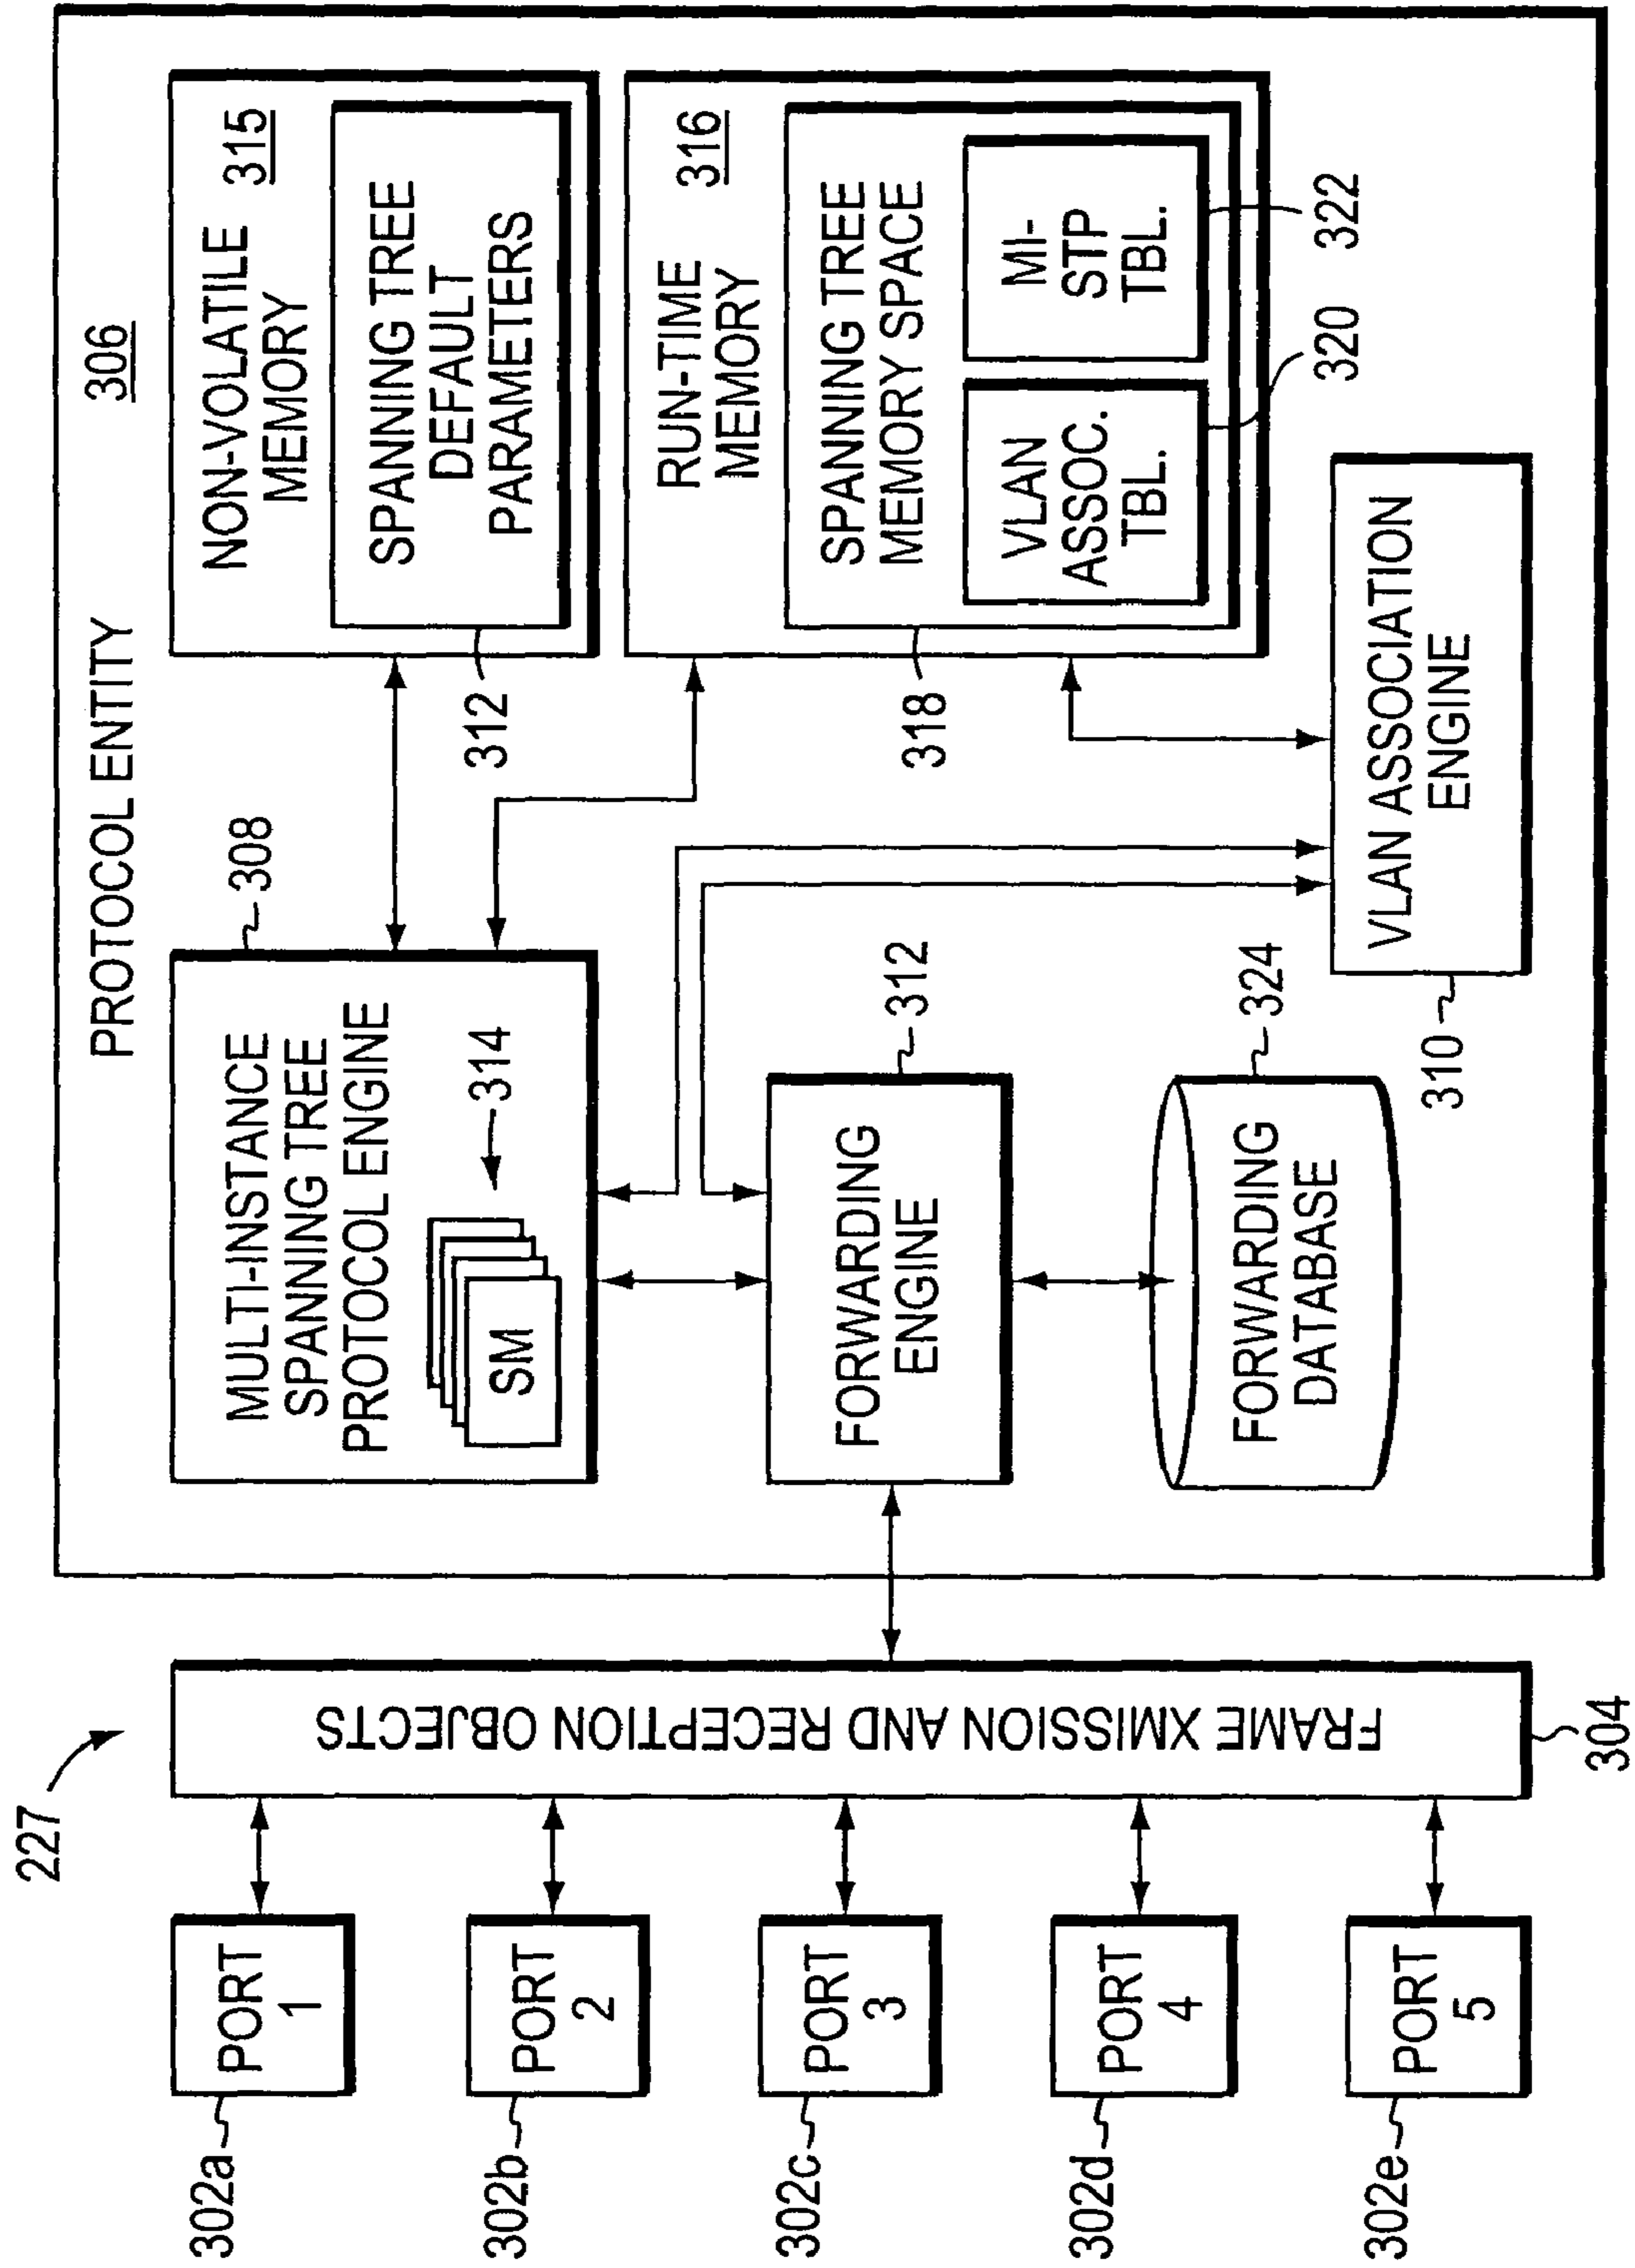 227
302a
PORT
1
302b
PORT
2
302c
PORT
3
302d
PORT
4
302e
PORT
5
FRAME XMISSION AND RECEPTION OBJECTS
304
PROTOCOL ENTITY
306
MULTI-INSTANCE
SPANNING TREE
PROTOCOL ENGINE
308
SM
314
FORWARDING
ENGINE
312
FORWARDING
DATABASE
324
NON-VOLATILE
MEMORY
315
SPANNING TREE
DEFAULT
PARAMETERS
312
RUN-TIME
MEMORY
316
SPANNING TREE
MEMORY SPACE
318
VLAN
ASSOC.
TBL.
320
MI-
STP
TBL.
322
VLAN ASSOCIATION
ENGINE
310